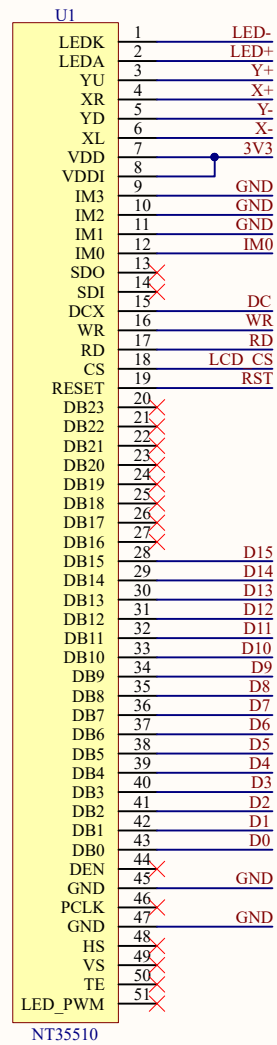 U1
LEDK 1 LED-
LEDA 2 LED+
YU 3 Y+
XR 4 X+
YD 5 Y-
XL 6 X-
VDD 7 3V3
VDDI 8
IM3 9 GND
IM2 10 GND
IM1 11 GND
IM0 12 IM0
SDO 13
SDI 14
DCX 15 DC
WR 16 WR
RD 17 RD
CS 18 LCD_CS
RESET 19 RST
DB23 20
DB22 21
DB21 22
DB20 23
DB19 24
DB18 25
DB17 26
DB16 27
DB15 28 D15
DB14 29 D14
DB13 30 D13
DB12 31 D12
DB11 32 D11
DB10 33 D10
DB9 34 D9
DB8 35 D8
DB7 36 D7
DB6 37 D6
DB5 38 D5
DB4 39 D4
DB3 40 D3
DB2 41 D2
DB1 42 D1
DB0 43 D0
DEN 44
GND 45 GND
PCLK 46
GND 47 GND
HS 48
VS 49
TE 50
LED_PWM 51
NT35510